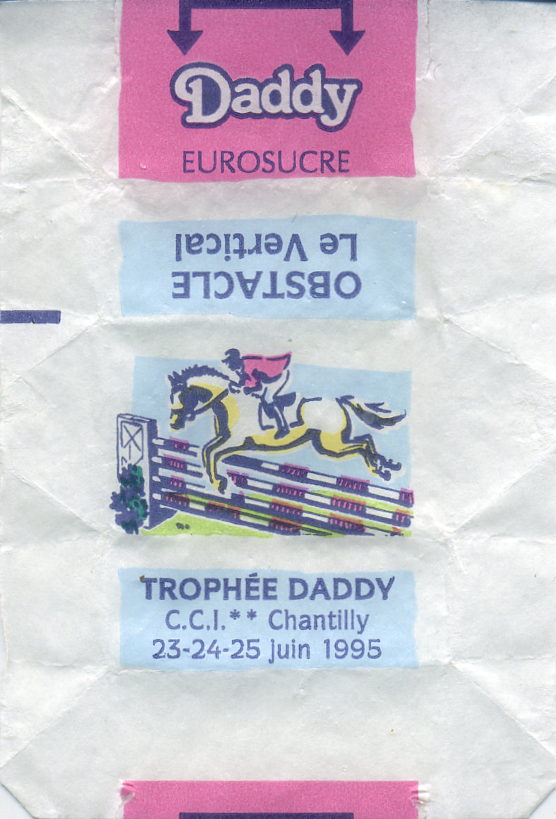 Daddy
EUROSUCRE
OBSTACLE
Le Vertical
TROPHÉE DADDY
C.C.I.** Chantilly
23-24-25 juin 1995